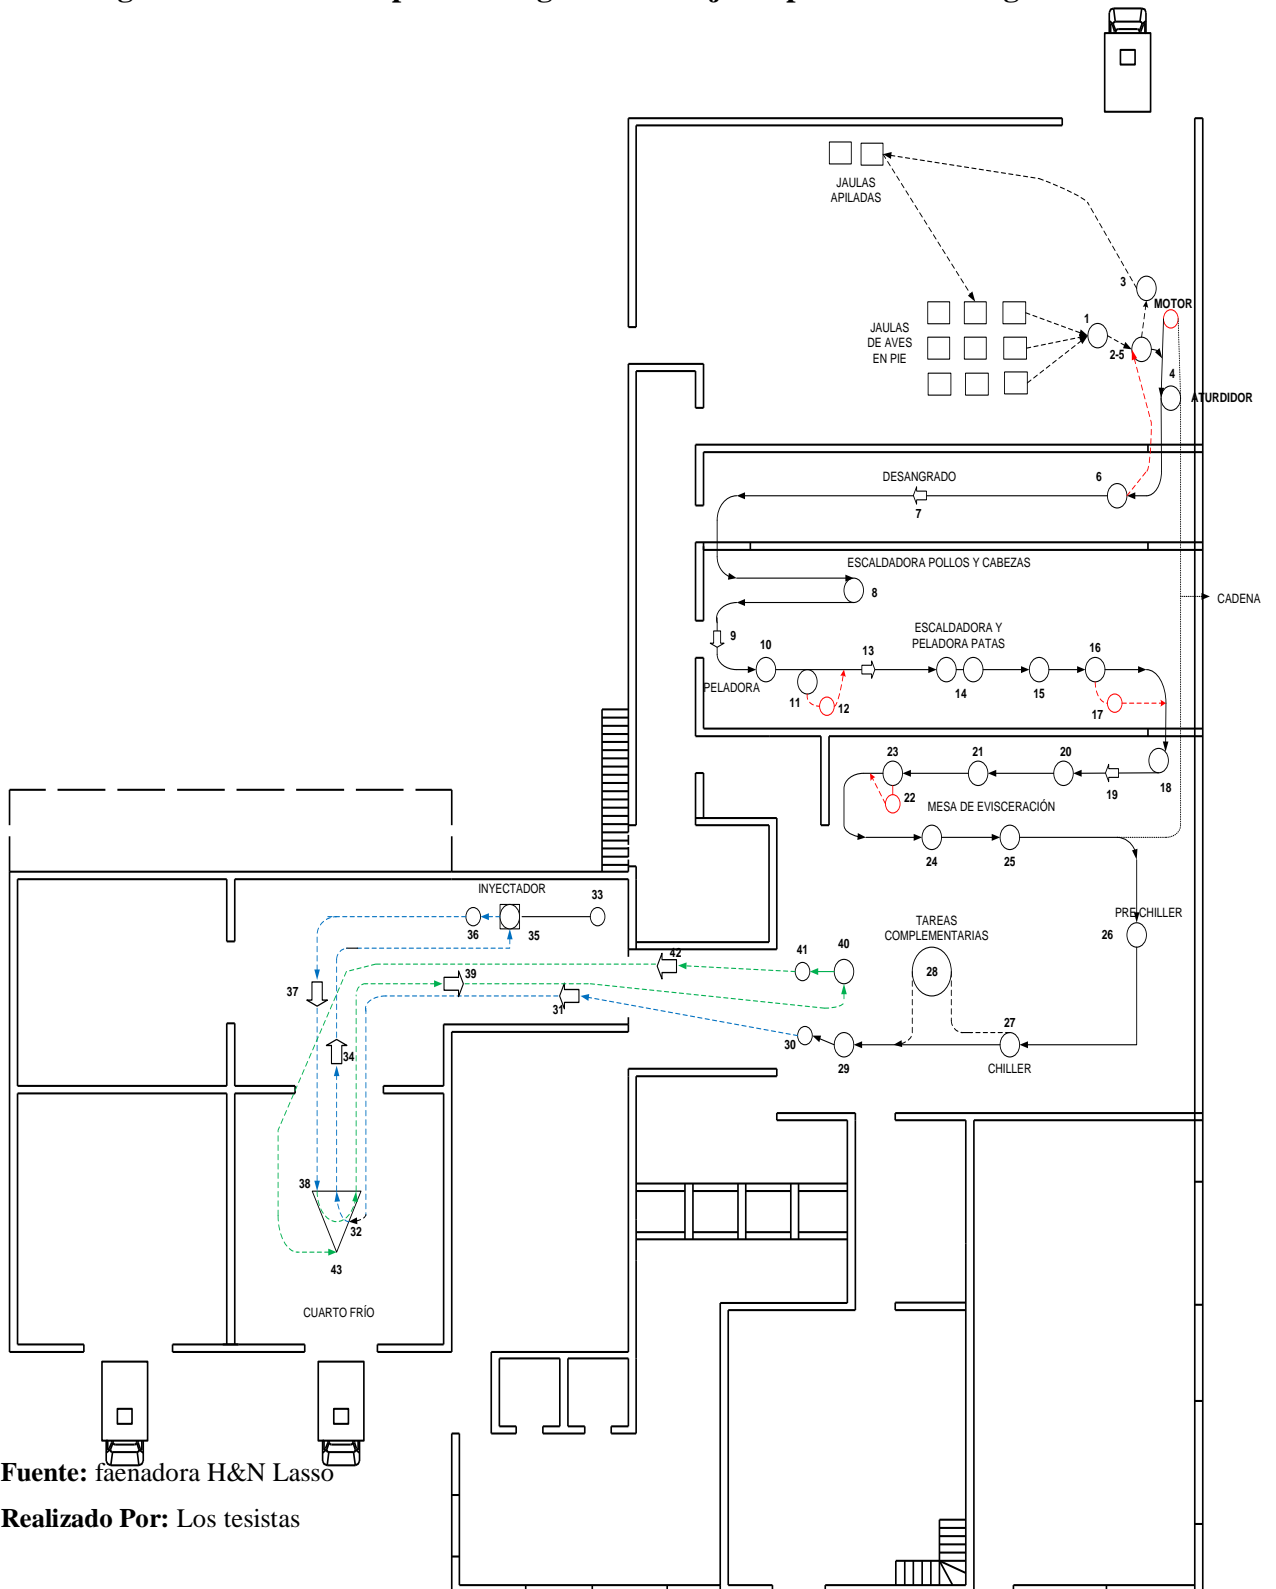 JAULAS
APILADAS
3
MOTOR
1
JAULAS
DE AVES
EN PIE
2-5
4
ATURDIDOR
DESANGRADO
6
7
ESCALDADORA POLLOS Y CABEZAS
8
CADENA
9
ESCALDADORA Y
PELADORA PATAS
10
13
16
PELADORA
11
12
14
15
17
23
21
20
18
19
22
MESA DE EVISCERACIÓN
24
25
INYECTADOR
33
36
35
TAREAS
COMPLEMENTARIAS
PRE CHILLER
26
42
41
40
39
28
37
31
27
34
30
29
CHILLER
38
32
43
CUARTO FRÍO
Fuente: faenadora H&N Lasso
Realizado Por: Los tesistas